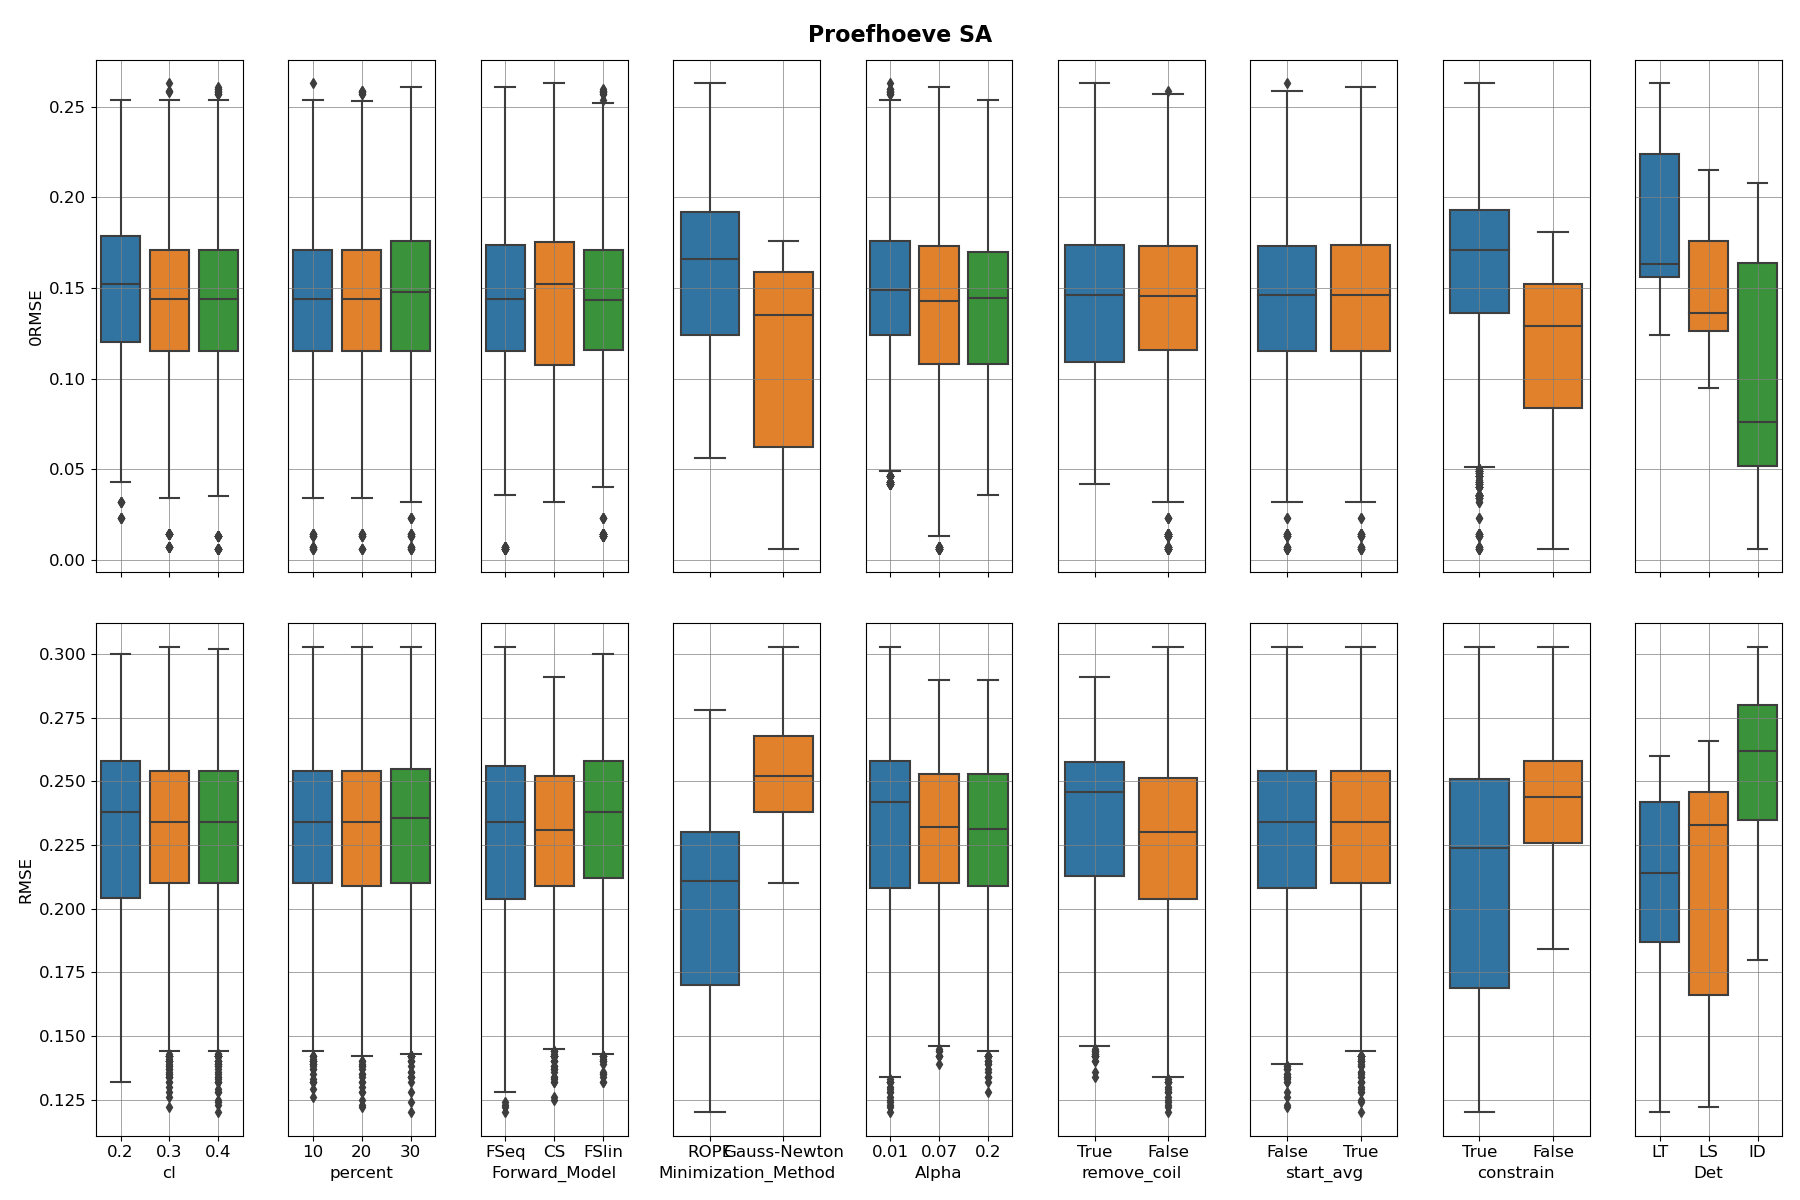 Proefhoeve SA
0RMSE
0.25
0.20
0.15
0.10
0.05
0.00
RMSE
0.300
0.275
0.250
0.225
0.200
0.175
0.150
0.125
0.2 0.3 0.4 10 20 30 FSeq CS FSlin ROPE Gauss-Newton 0.01 0.07 0.2 True False False True True False LT LS ID
cl percent Forward_Model Minimization_Method Alpha remove_coil start_avg constrain Det